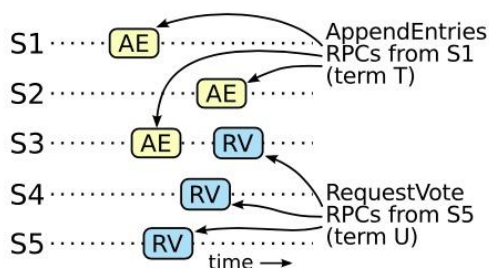 S1 AE AppendEntries
RPCs from S1
(term T)
S2 AE
S3 AE RV
S4 RV RequestVote
RPCs from S5
(term U)
S5 RV
time